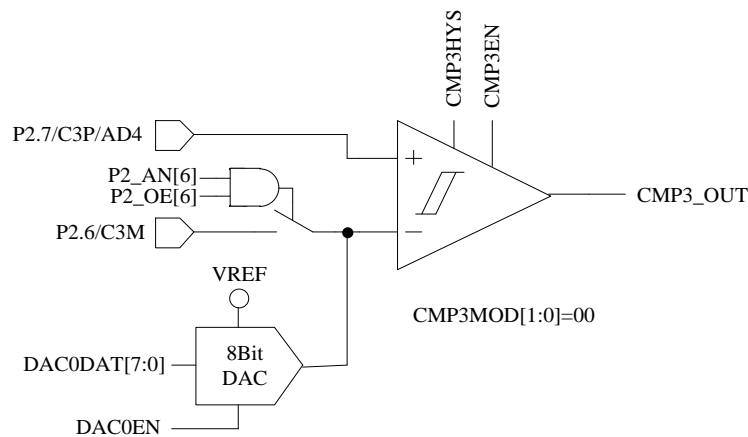 CMP3HYS
CMP3EN
P2.7/C3P/AD4
+
P2_AN[6]
P2_OE[6]
CMP3_OUT
P2.6/C3M
−
VREF
CMP3MOD[1:0]=00
8Bit
DAC0DAT[7:0]
DAC
DAC0EN